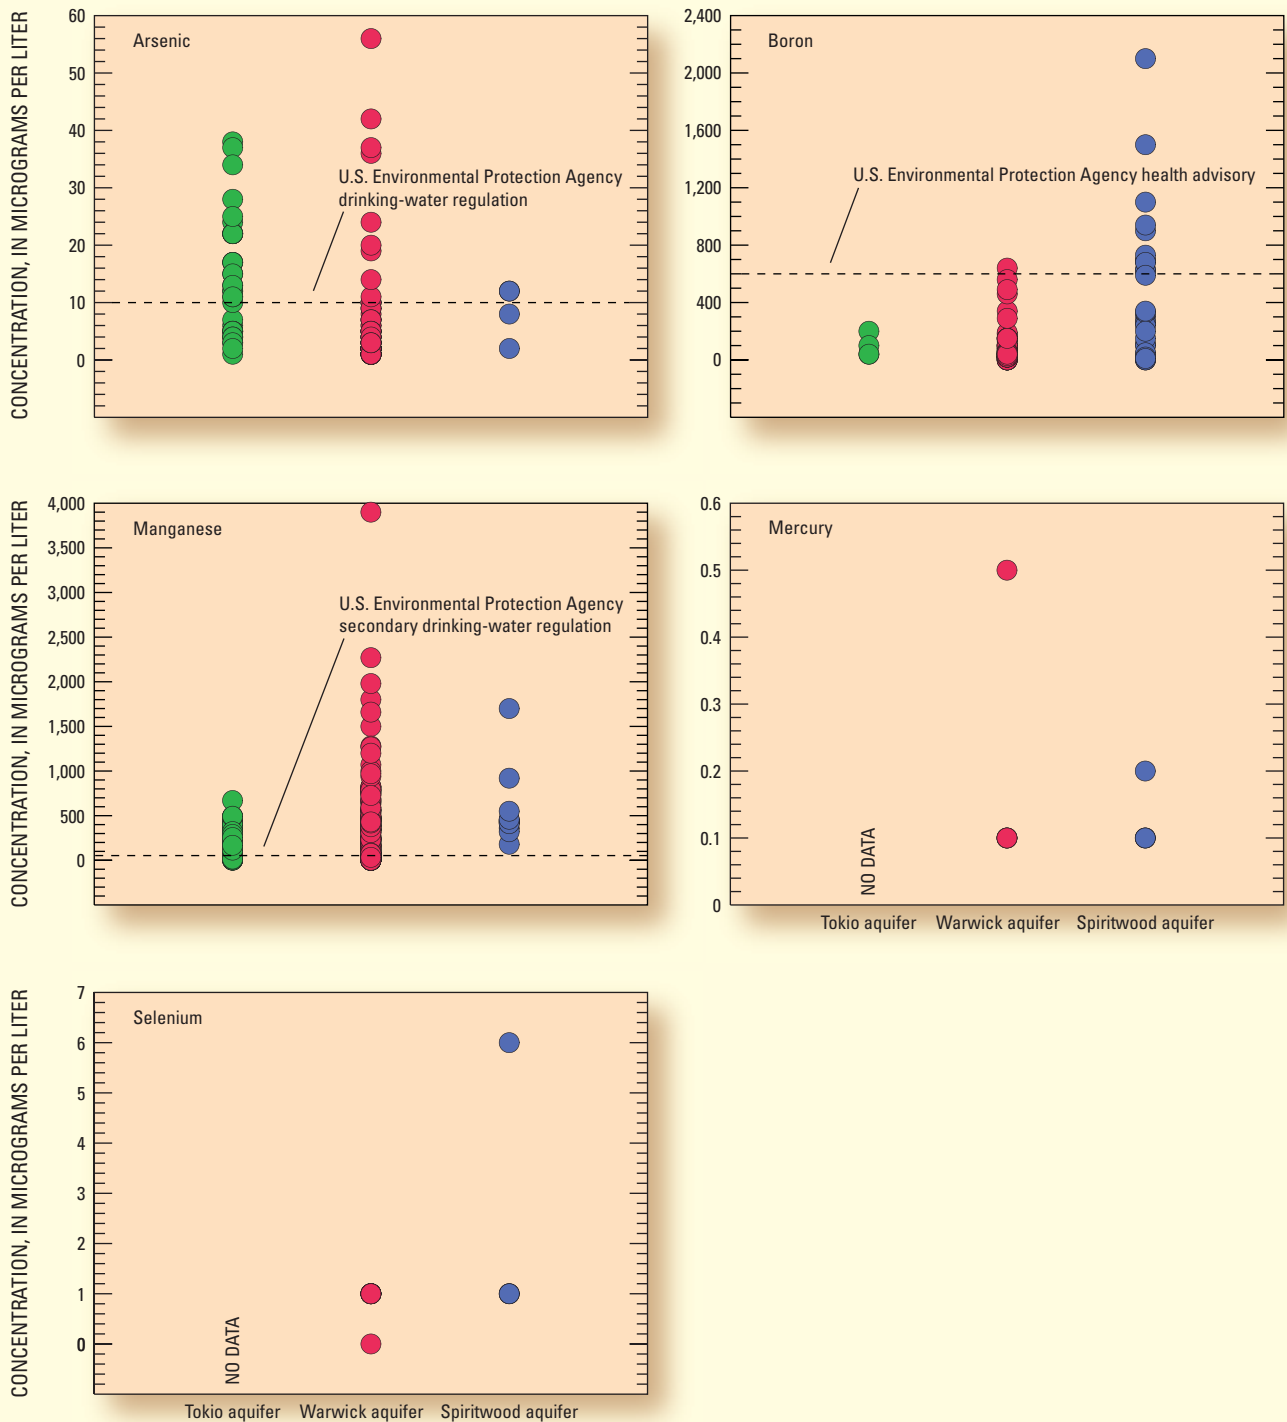 CONCENTRATION, IN MICROGRAMS PER LITER
60
50
40
30
20
10
0
Arsenic
U.S. Environmental Protection Agency
drinking-water regulation
2,400
2,000
1,600
1,200
800
400
0
Boron
U.S. Environmental Protection Agency health advisory
CONCENTRATION, IN MICROGRAMS PER LITER
4,000
3,500
3,000
2,500
2,000
1,500
1,000
500
0
Manganese
U.S. Environmental Protection Agency
secondary drinking-water regulation
0.6
0.5
0.4
0.3
0.2
0.1
0
Mercury
NO DATA
Tokio aquifer Warwick aquifer Spiritwood aquifer
CONCENTRATION, IN MICROGRAMS PER LITER
7
6
5
4
3
2
1
0
Selenium
NO DATA
Tokio aquifer Warwick aquifer Spiritwood aquifer